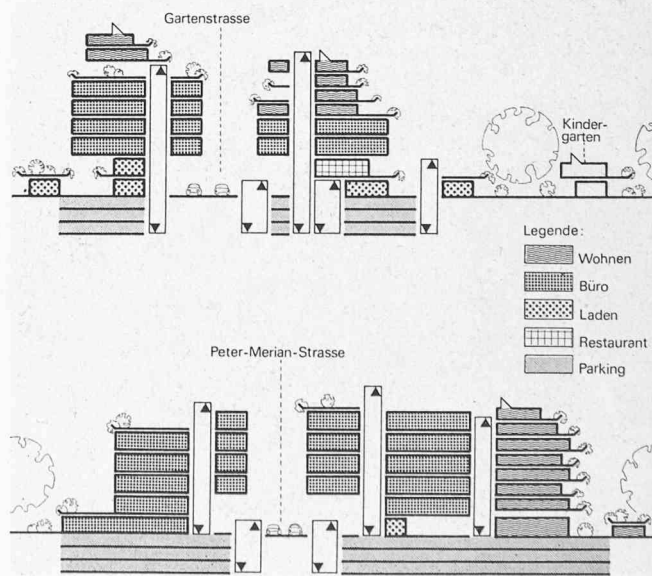 Gartenstrasse
Kinder-
garten
Legende:
Wohnen
Büro
Laden
Restaurant
Parking
Peter-Merian-Strasse